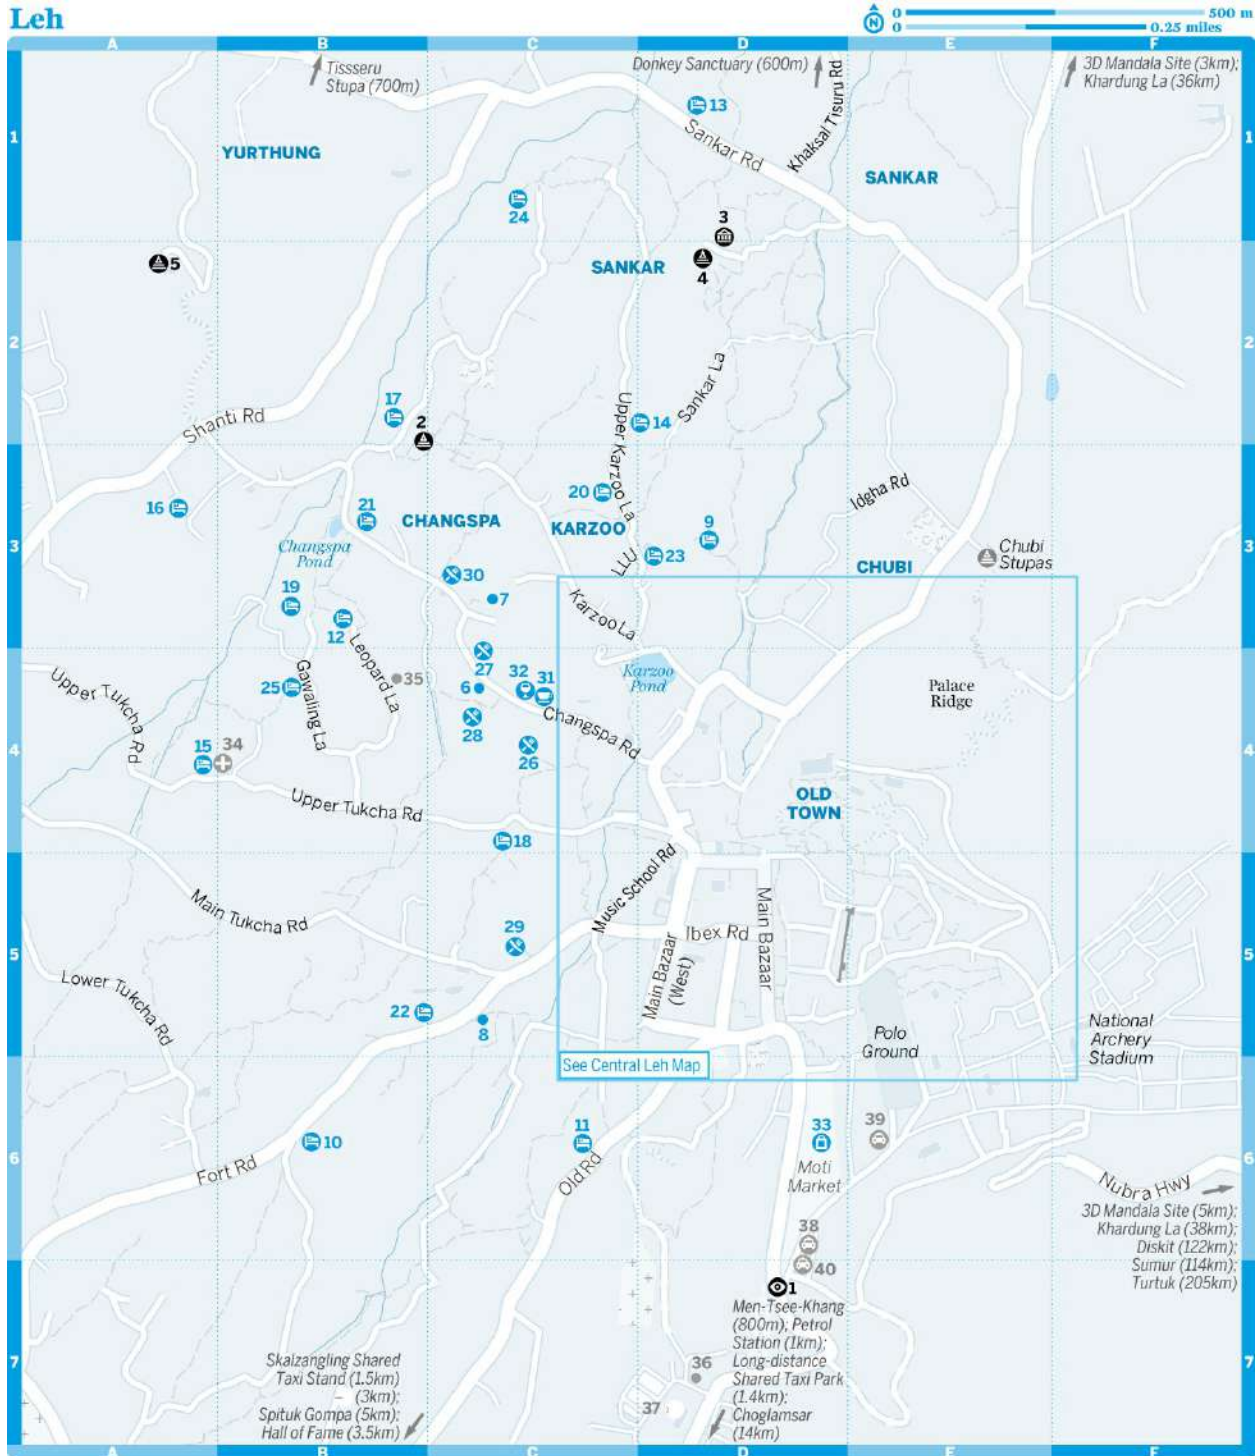 Leh
N
0 500 m
0 0.25 miles
A B C D E F
Tissseru
Stupa (700m)
Donkey Sanctuary (600m)
3D Mandala Site (3km);
Khardung La (36km)
13
Khaksal Tisuru Rd
1 1
YURTHUNG
Sankar Rd
SANKAR
24
3
5
SANKAR
4
2 2
Sankar La
17
2
Shanti Rd
Upper Karzoo La
14
16
21
20
Idgha Rd
CHANGSPA
KARZOO
9
3 3
Changspa
Pond
LLU
23
CHUBI
Chubi
Stupas
30
7
19
12
Karzoo La
Leopard La
27
Upper Tukcha Rd
25
Gawaling La
35
6
32
31
Karzoo
Pond
Palace
Ridge
28
Changspa Rd
4 4
15
34
26
Upper Tukcha Rd
OLD
TOWN
18
Music School Rd
Main Tukcha Rd
29
Main Bazaar
(West)
Ibex Rd
Main Bazaar
5 5
Lower Tukcha Rd
22
8
Polo
Ground
National
Archery
Stadium
See Central Leh Map
10
11
33
39
6 6
Fort Rd
Old Rd
Moti
Market
Nubra Hwy
3D Mandala Site (5km);
Khardung La (38km);
Diskit (122km);
Sumur (114km);
Turtuk (205km)
38
40
1
Men-Tsee-Khang
(800m); Petrol
Station (1km);
Long-distance
Shared Taxi Park
(1.4km);
Choglamsar
(14km)
7 7
Skalzangling Shared
Taxi Stand (1.5km)
– (3km);
Spituk Gompa (5km);
Hall of Fame (3.5km)
36
37
A B C D E F